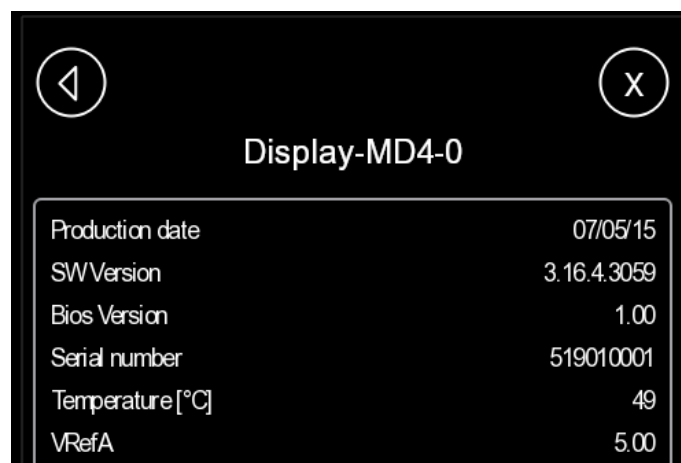 X
Display-MD4-0
Production date 07/05/15
SW Version 3.16.4.3059
Bios Version 1.00
Serial number 519010001
Temperature [°C] 49
VRefA 5.00